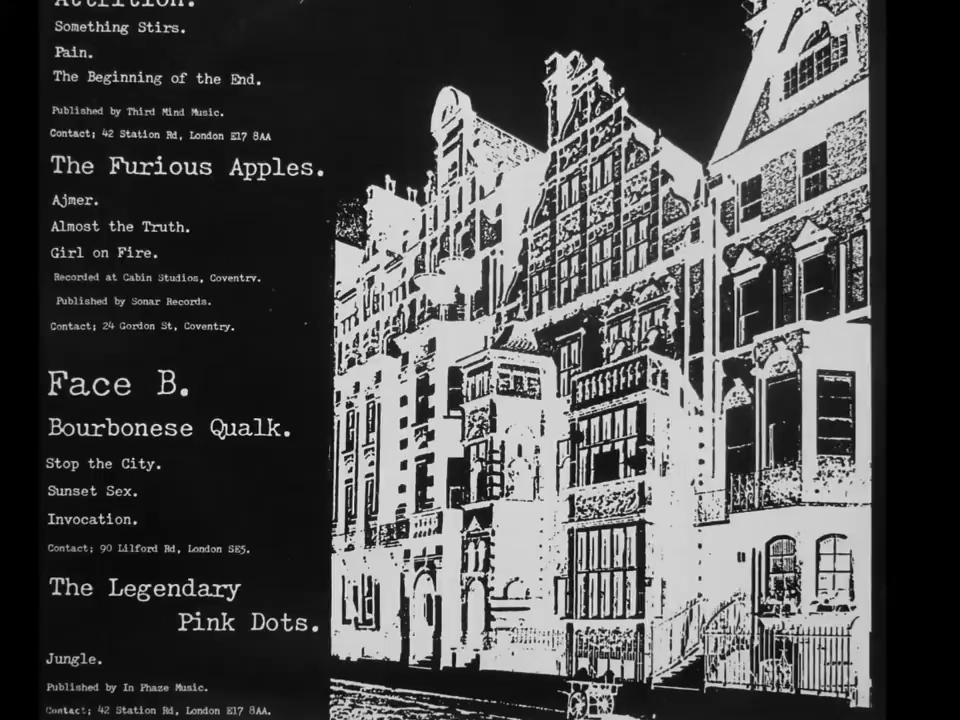 Attrition.
Something Stirs.
Pain.
The Beginning of the End.
Published by Third Mind Music.
Contact; 42 Station Rd, London E17 8AA
The Furious Apples.
Ajmer.
Almost the Truth.
Girl on Fire.
Recorded at Cabin Studios, Coventry.
Published by Sonar Records.
Contact; 24 Gordon St, Coventry.
Face B.
Bourbonese Qualk.
Stop the City.
Sunset Sex.
Invocation.
Contact; 90 Lilford Rd, London SE5.
The Legendary
Pink Dots.
Jungle.
Published by In Phaze Music.
Contact; 42 Station Rd, London E17 8AA.